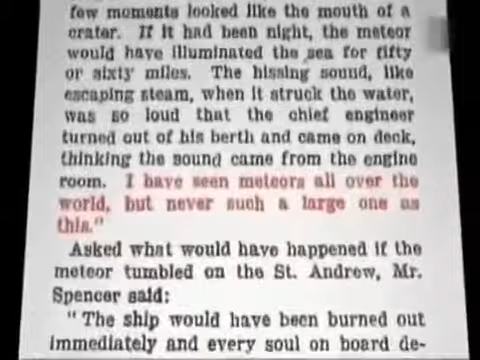 few moments looked like the mouth of a
crater. If it had been night, the meteor
would have illuminated the sea for fifty
or sixty miles. The hissing sound, like
escaping steam, when it struck the water,
was so loud that the chief engineer
turned out of his berth and came on deck,
thinking the sound came from the engine
room. I have seen meteors all over the
world, but never such a large one as
this."
Asked what would have happened if the
meteor tumbled on the St. Andrew, Mr.
Spencer said:
"The ship would have been burned out
immediately and every soul on board de-